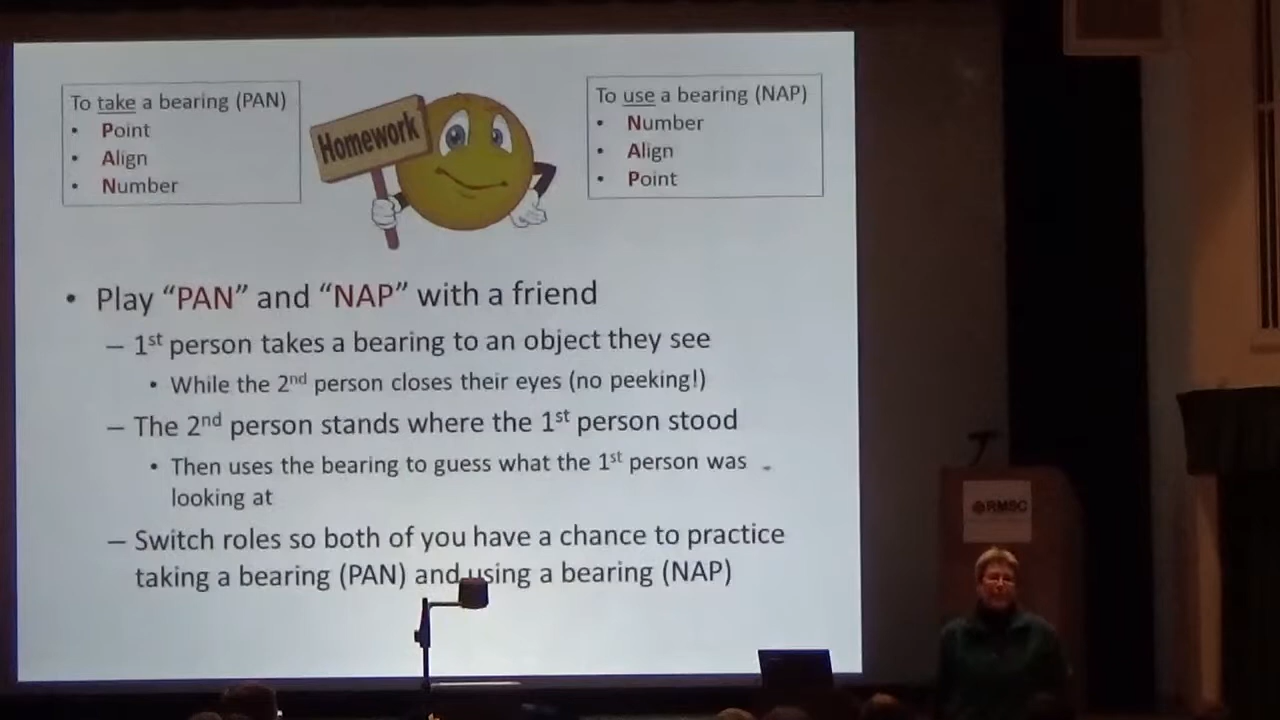 To take a bearing (PAN)
• Point
• Align
• Number
Homework
To use a bearing (NAP)
• Number
• Align
• Point
• Play “PAN” and “NAP” with a friend
– 1st person takes a bearing to an object they see
• While the 2nd person closes their eyes (no peeking!)
– The 2nd person stands where the 1st person stood
• Then uses the bearing to guess what the 1st person was
looking at
– Switch roles so both of you have a chance to practice
taking a bearing (PAN) and using a bearing (NAP)
RMSC